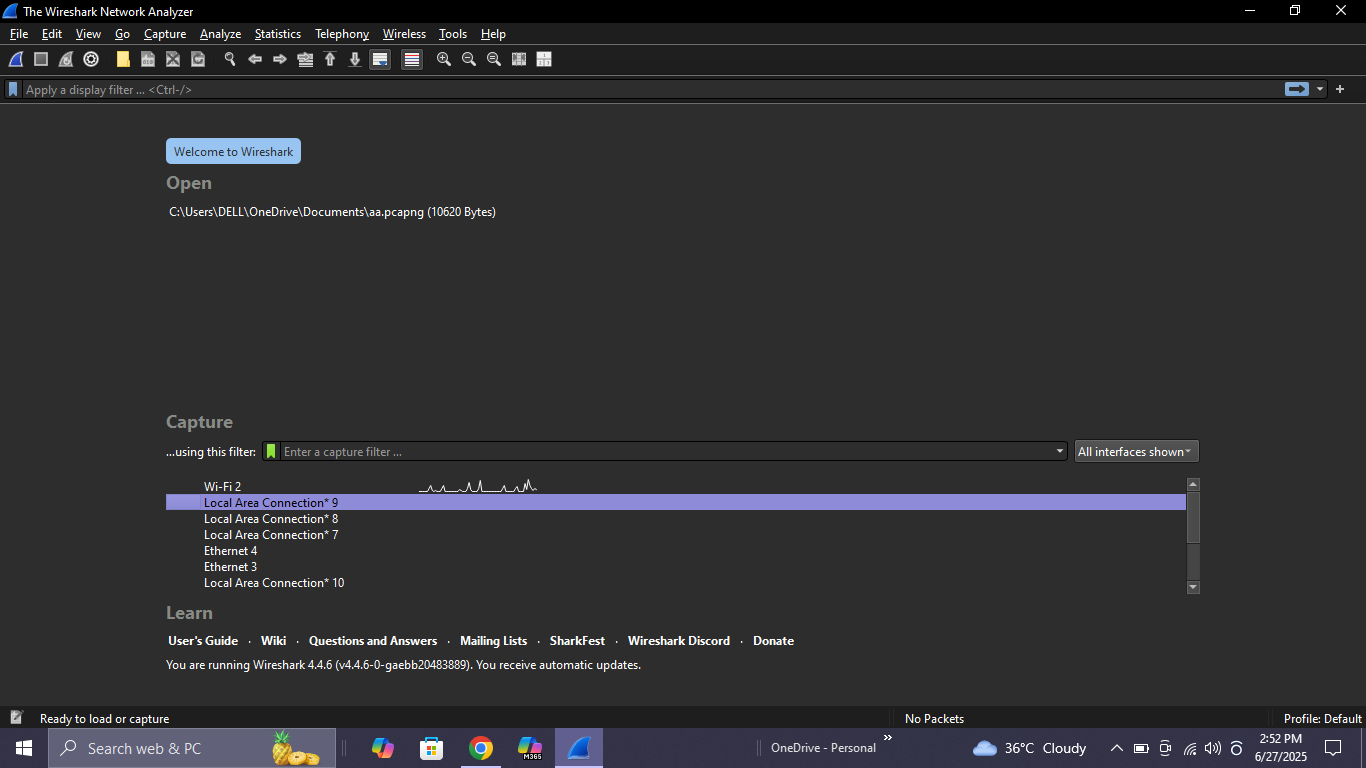 The Wireshark Network Analyzer
File Edit View Go Capture Analyze Statistics Telephony Wireless Tools Help
Apply a display filter ... <Ctrl-/>
Welcome to Wireshark
Open
C:\Users\DELL\OneDrive\Documents\aa.pcapng (10620 Bytes)
Capture
...using this filter: Enter a capture filter ... All interfaces shown
Wi-Fi 2
Local Area Connection* 9
Local Area Connection* 8
Local Area Connection* 7
Ethernet 4
Ethernet 3
Local Area Connection* 10
Learn
User's Guide · Wiki · Questions and Answers · Mailing Lists · SharkFest · Wireshark Discord · Donate
You are running Wireshark 4.4.6 (v4.4.6-0-gaebb20483889). You receive automatic updates.
Ready to load or capture No Packets Profile: Default
Search web & PC M365 OneDrive - Personal » 36°C Cloudy 2:52 PM
6/27/2025